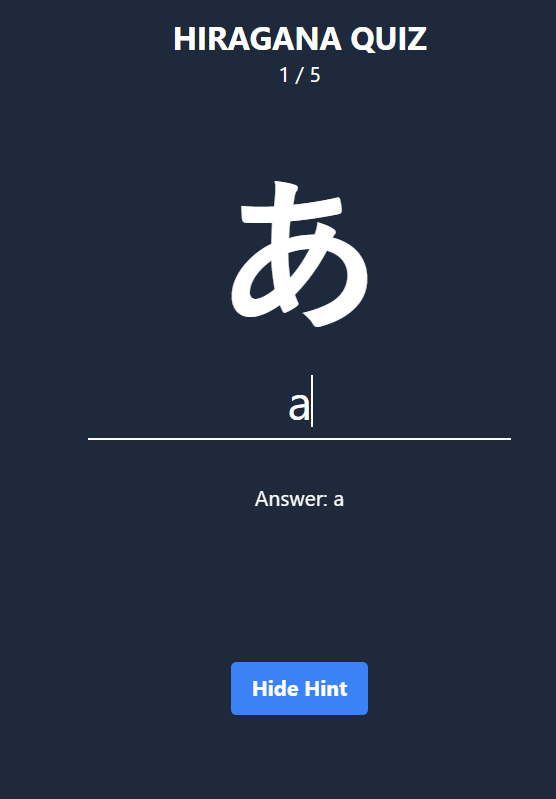 HIRAGANA QUIZ
1 / 5
あ
a
Answer: a
Hide Hint